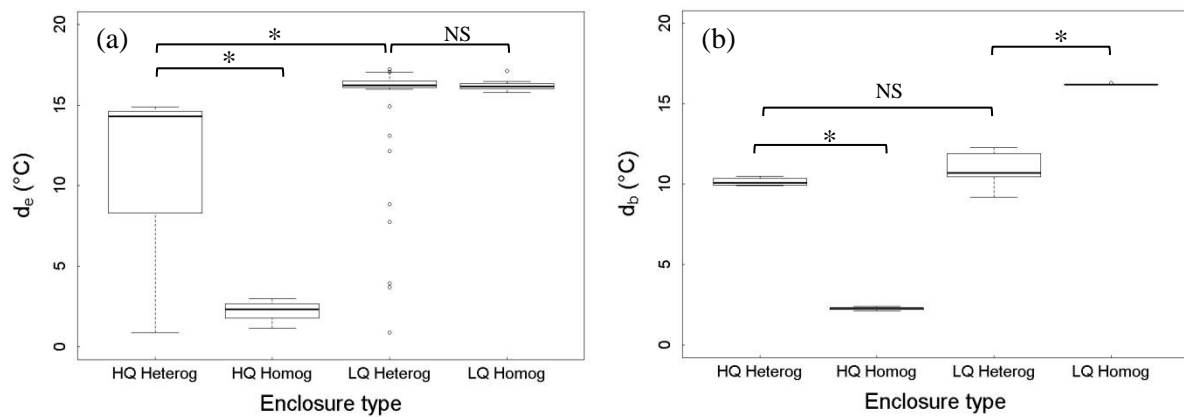 (a)
*
NS
*
20
15
10
5
0
de (°C)
HQ Heterog HQ Homog LQ Heterog LQ Homog
Enclosure type
(b)
*
NS
*
20
15
10
5
0
db (°C)
HQ Heterog HQ Homog LQ Heterog LQ Homog
Enclosure type